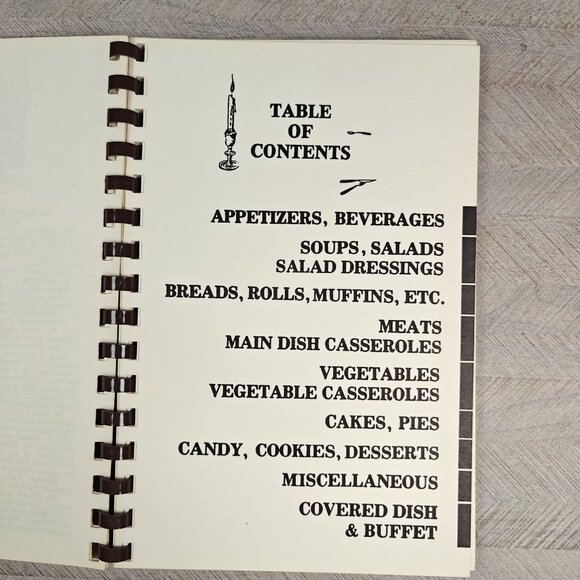 TABLE
OF
CONTENTS
APPETIZERS, BEVERAGES
SOUPS, SALADS
SALAD DRESSINGS
BREADS, ROLLS, MUFFINS, ETC.
MEATS
MAIN DISH CASSEROLES
VEGETABLES
VEGETABLE CASSEROLES
CAKES, PIES
CANDY, COOKIES, DESSERTS
MISCELLANEOUS
COVERED DISH
& BUFFET